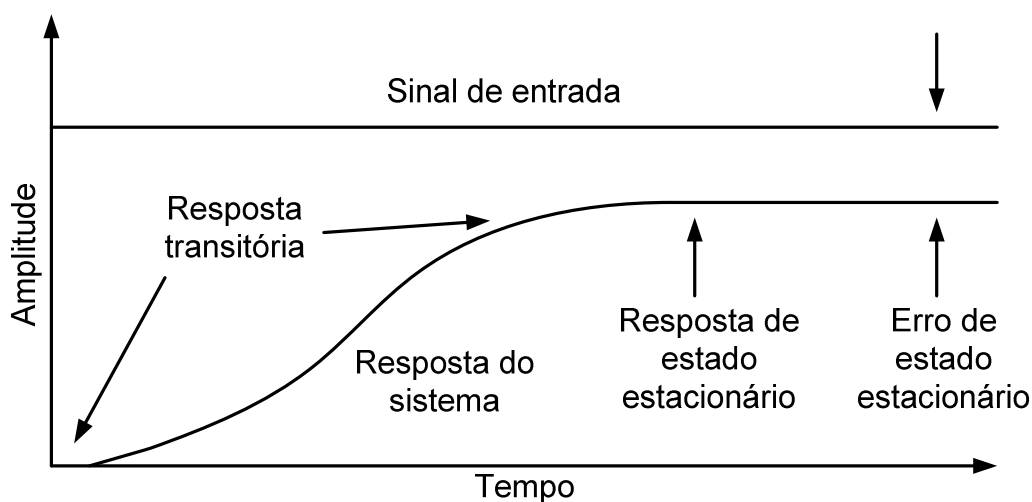 Sinal de entrada
Resposta
transitória
Amplitude
Resposta do
sistema
Resposta de
estado
estacionário
Erro de
estado
estacionário
Tempo